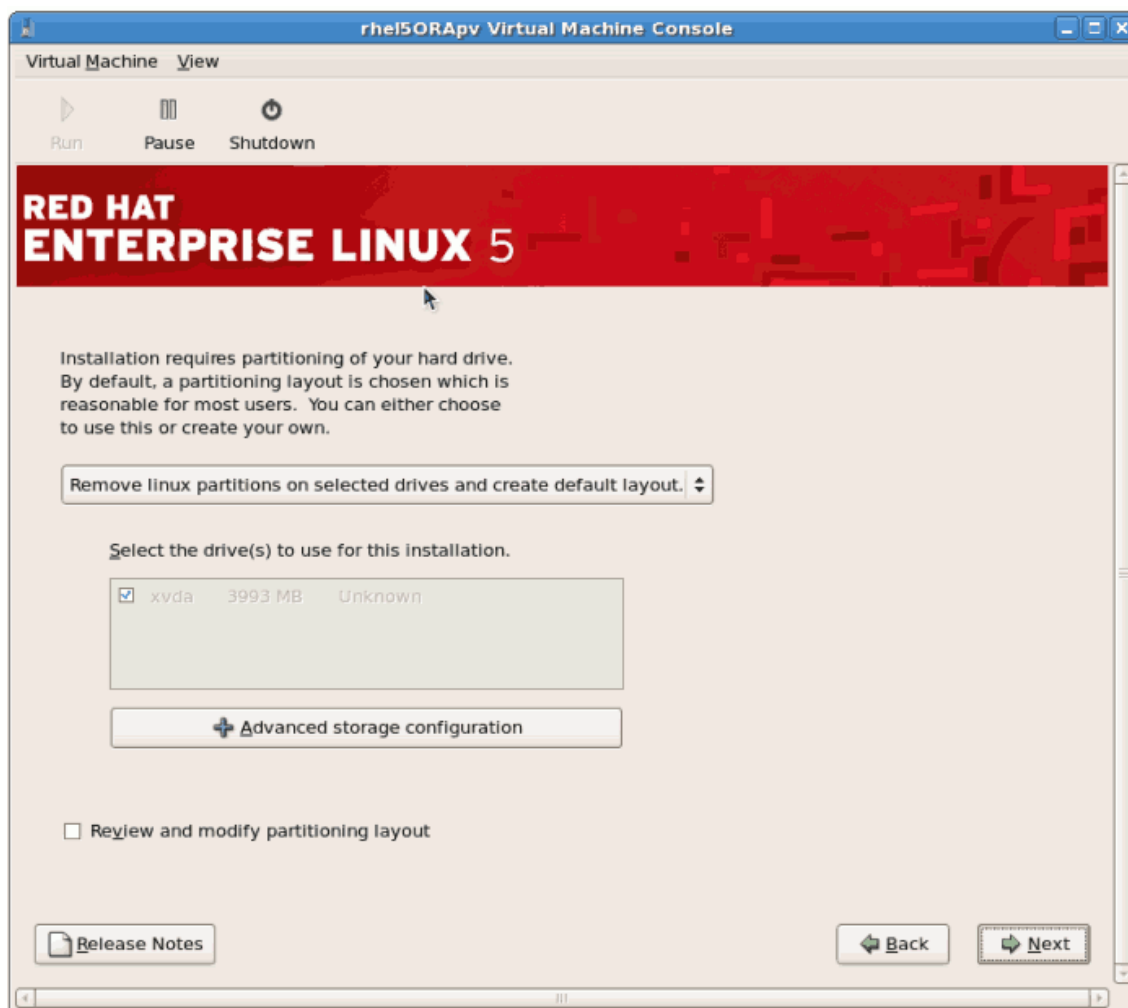 rhel5ORApv Virtual Machine Console
Virtual Machine View
Run Pause Shutdown
RED HAT
ENTERPRISE LINUX 5
Installation requires partitioning of your hard drive.
By default, a partitioning layout is chosen which is
reasonable for most users. You can either choose
to use this or create your own.
Remove linux partitions on selected drives and create default layout.
Select the drive(s) to use for this installation.
xvda 3993 MB Unknown
Advanced storage configuration
Review and modify partitioning layout
Release Notes Back Next